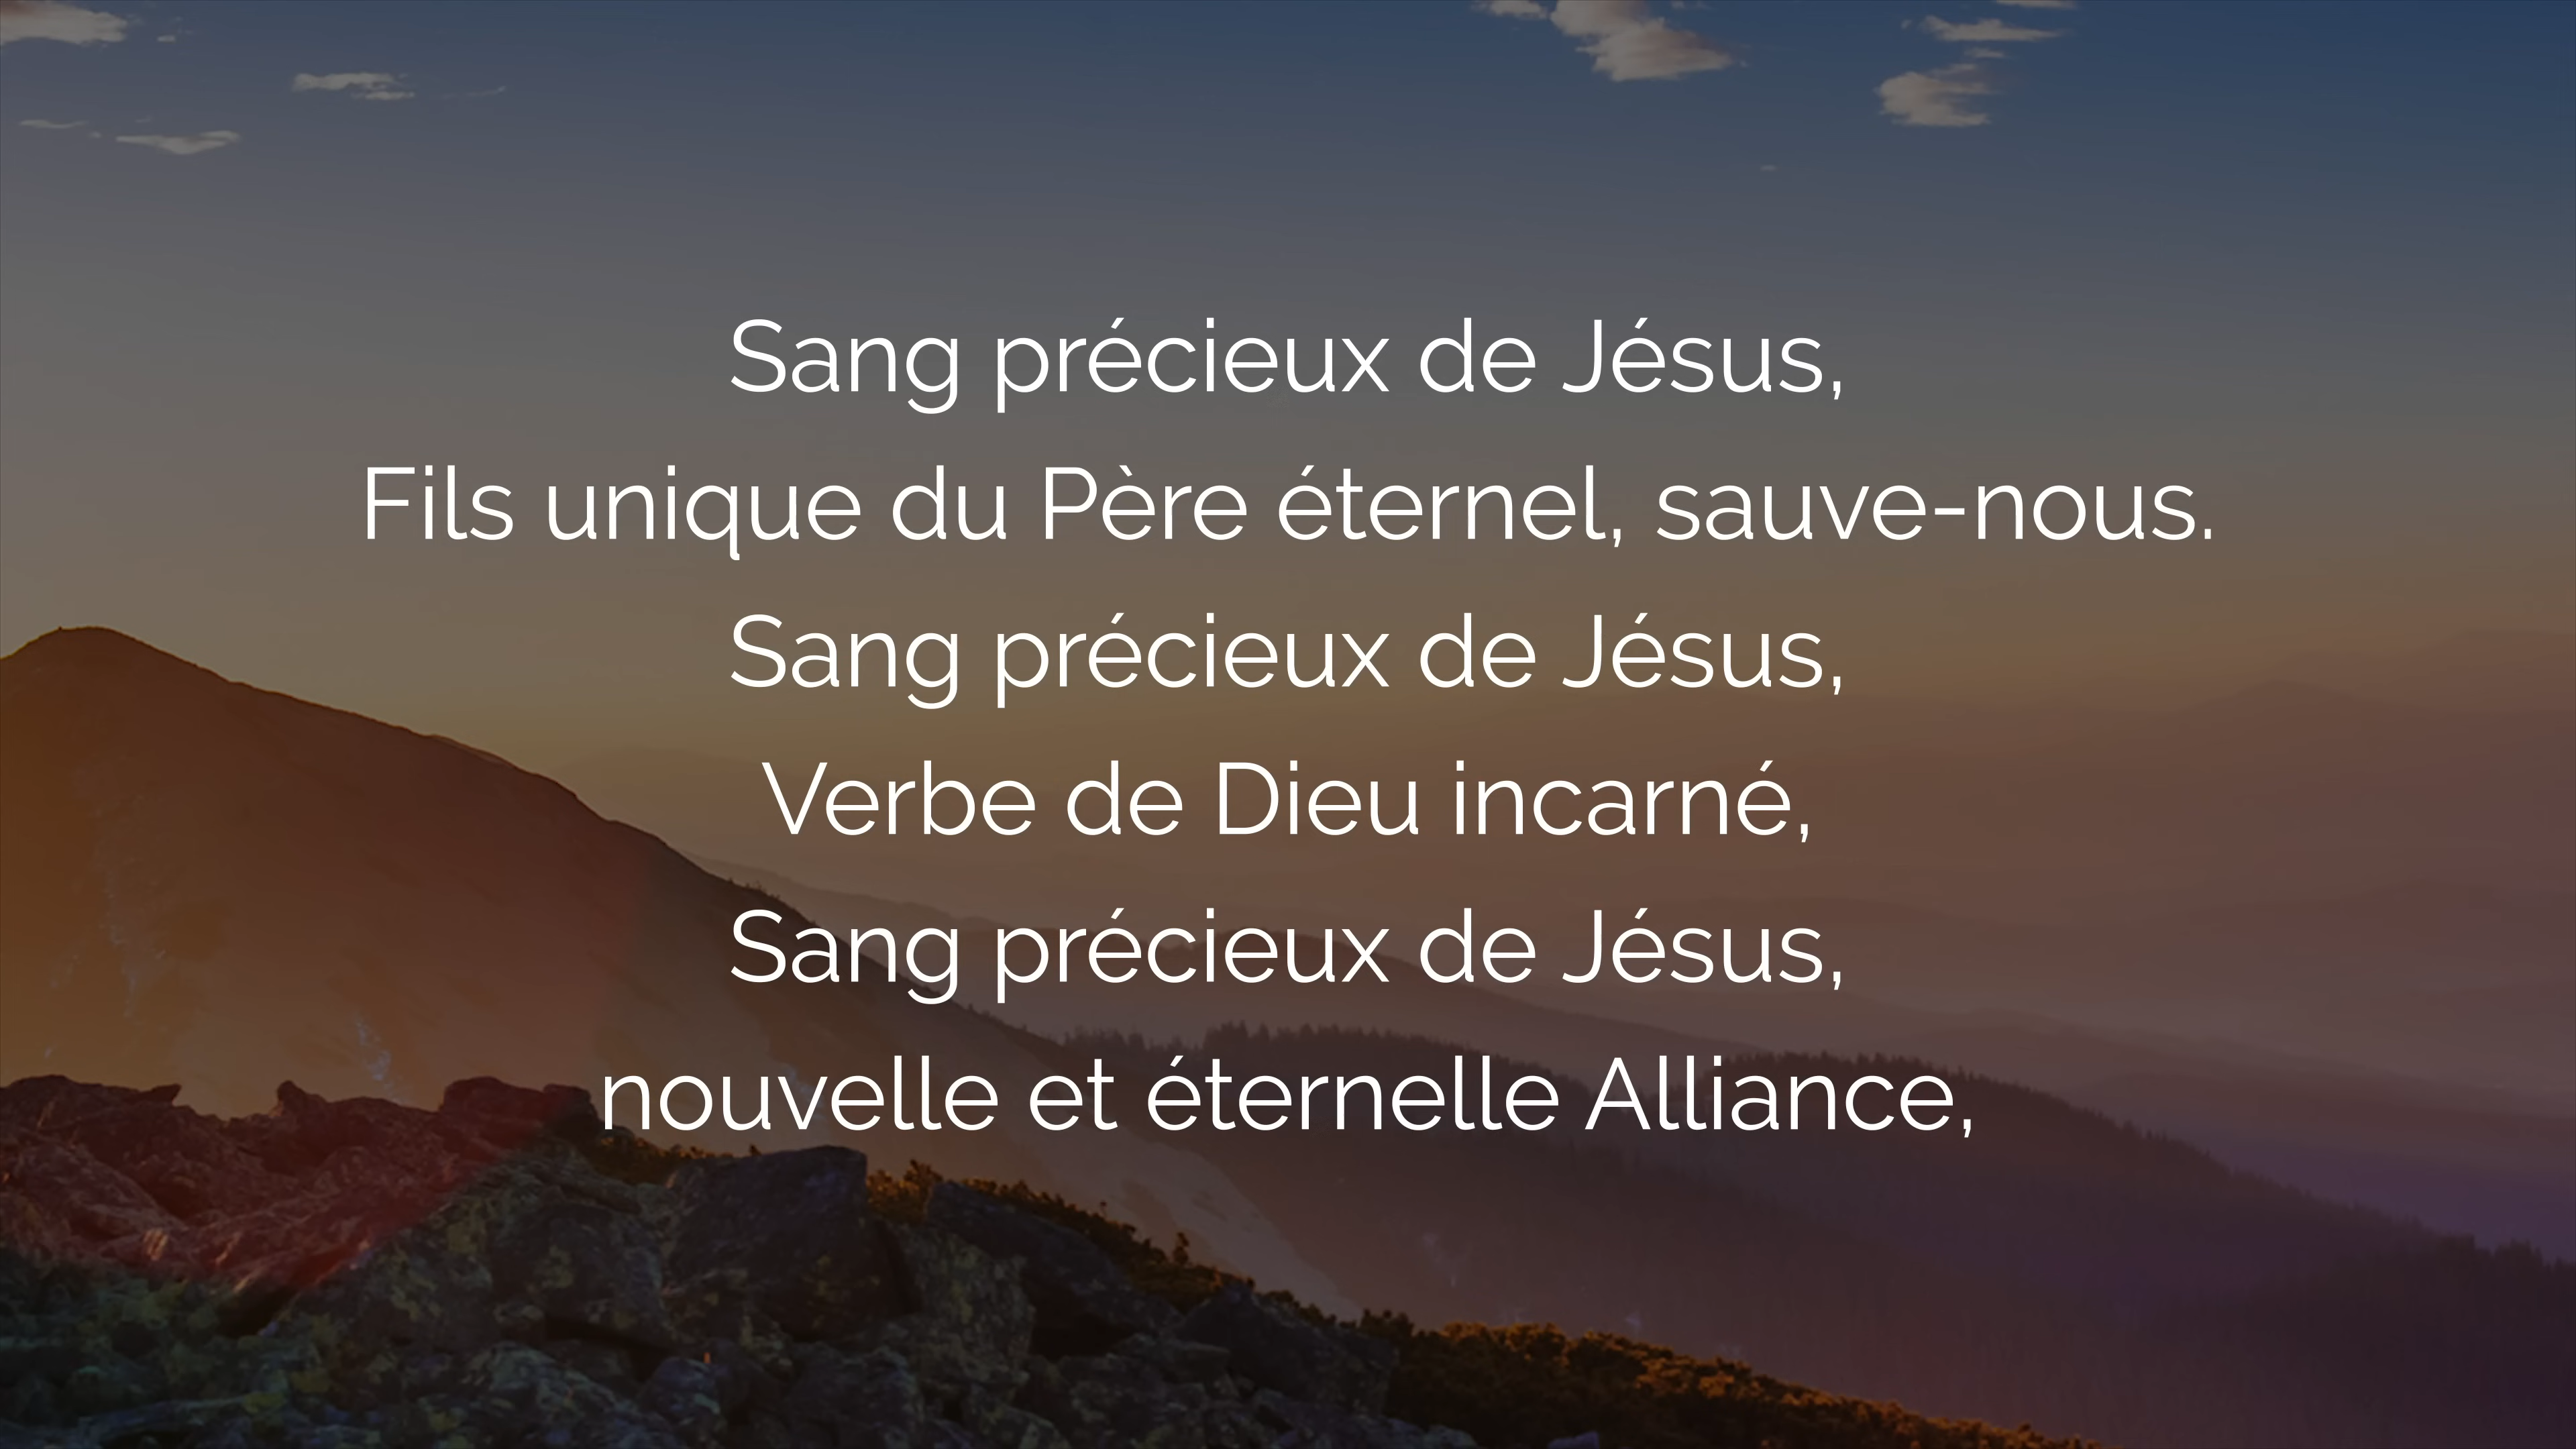 Sang précieux de Jésus,
Fils unique du Père éternel, sauve-nous.
Sang précieux de Jésus,
Verbe de Dieu incarné,
Sang précieux de Jésus,
nouvelle et éternelle Alliance,